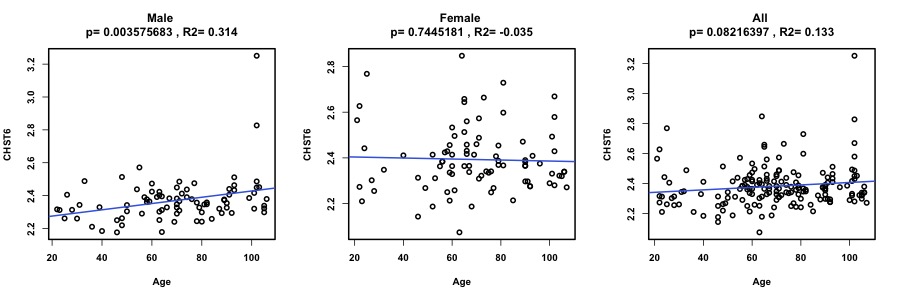 Male
p= 0.003575683 , R2= 0.314
CHST6
3.2
3.0
2.8
2.6
2.4
2.2
20 40 60 80 100
Age
Female
p= 0.7445181 , R2= -0.035
CHST6
2.8
2.6
2.4
2.2
20 40 60 80 100
Age
All
p= 0.08216397 , R2= 0.133
CHST6
3.2
3.0
2.8
2.6
2.4
2.2
20 40 60 80 100
Age